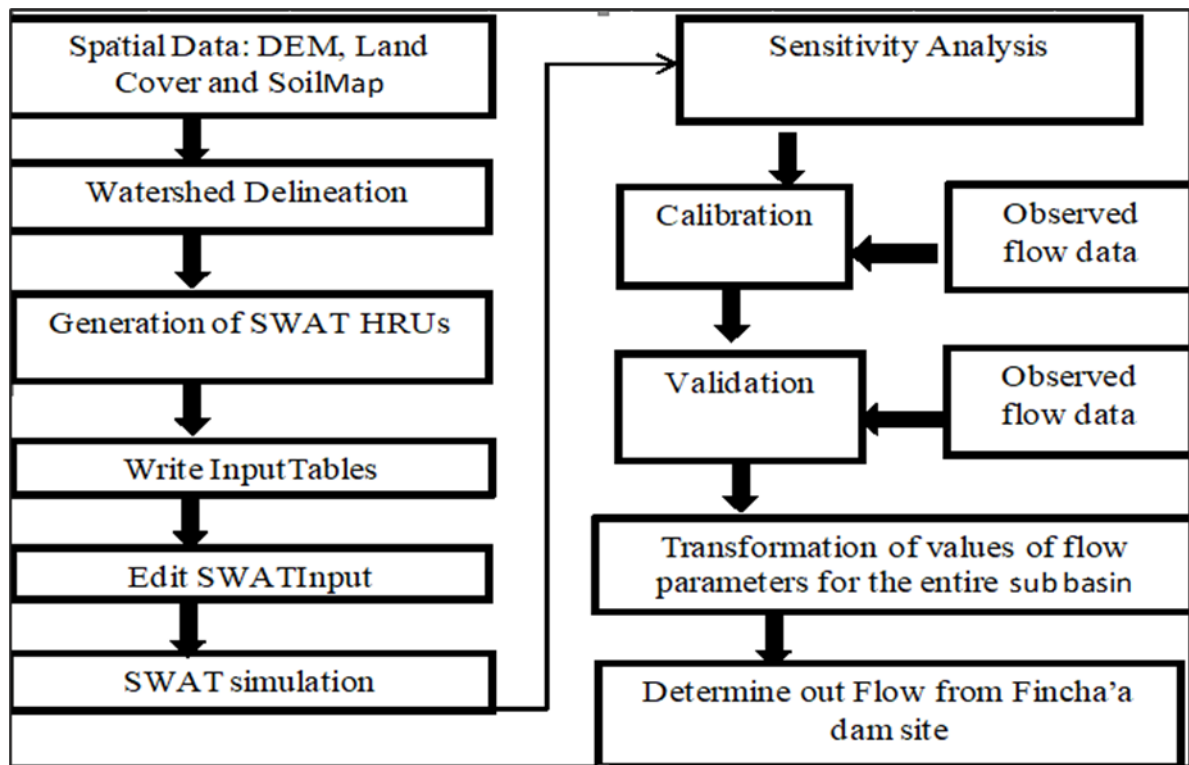 Spatial Data: DEM, Land
Cover and SoilMap
Watershed Delineation
Generation of SWAT HRUs
Write InputTables
Edit SWATInput
SWAT simulation
Sensitivity Analysis
Calibration
Observed
flow data
Validation
Observed
flow data
Transformation of values of flow
parameters for the entire sub basin
Determine out Flow from Fincha’a
dam site